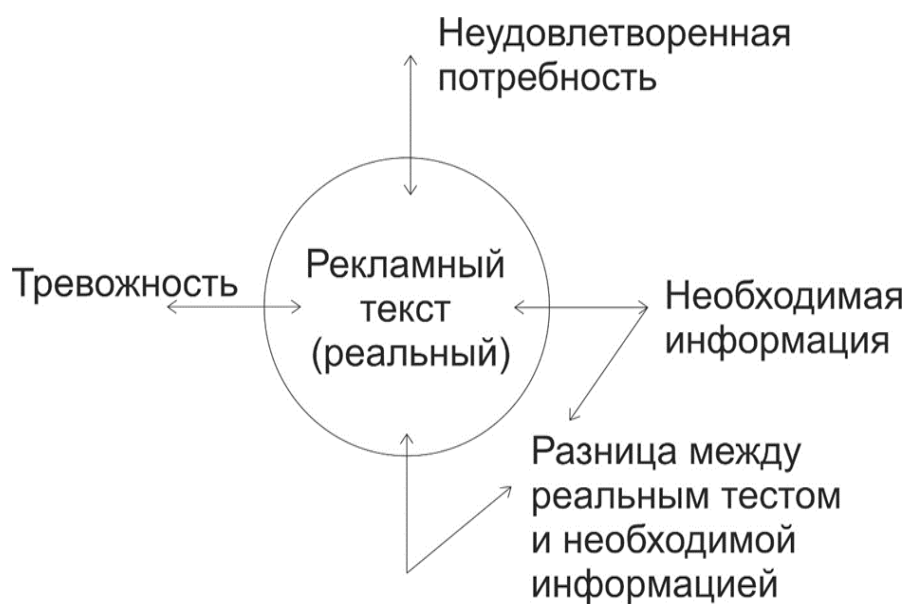 Неудовлетворенная
потребность
Тревожность
Рекламный
текст
(реальный)
Необходимая
информация
Разница между
реальным тестом
и необходимой
информацией